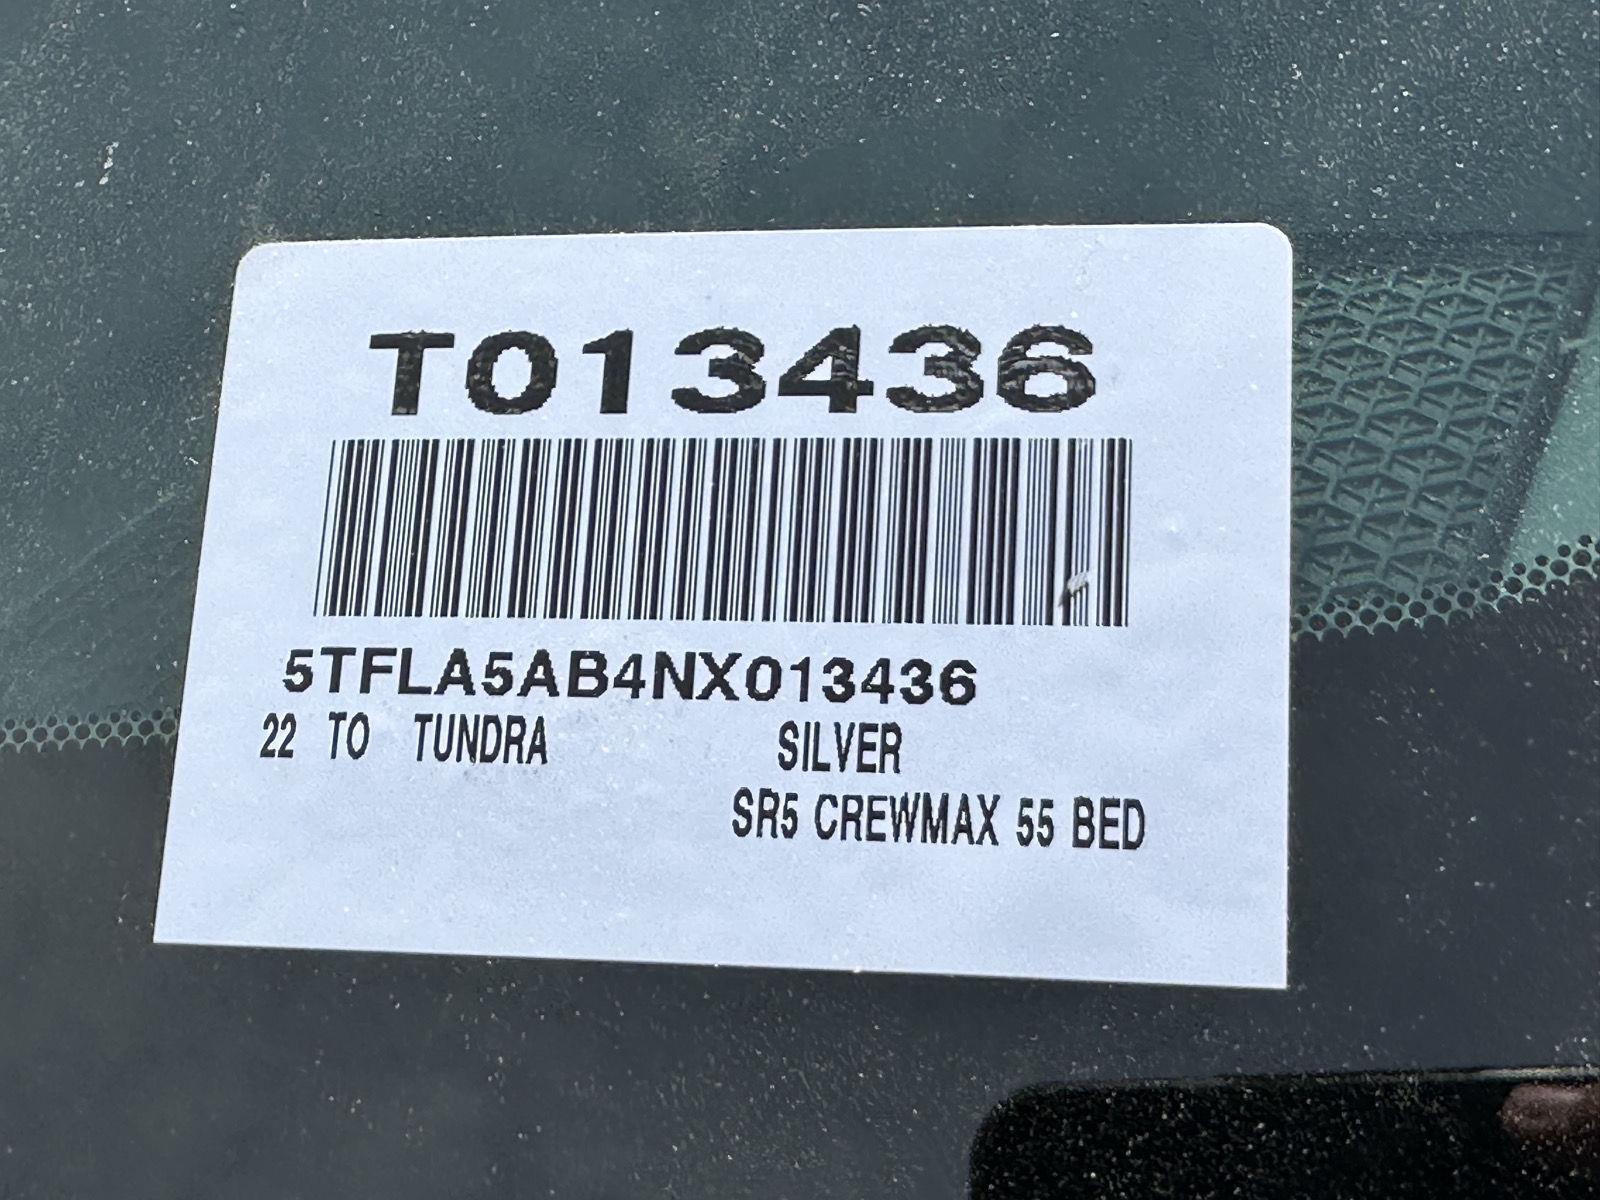 T013436
5TFLA5AB4NX013436
22 TO TUNDRA SILVER
SR5 CREWMAX 55 BED